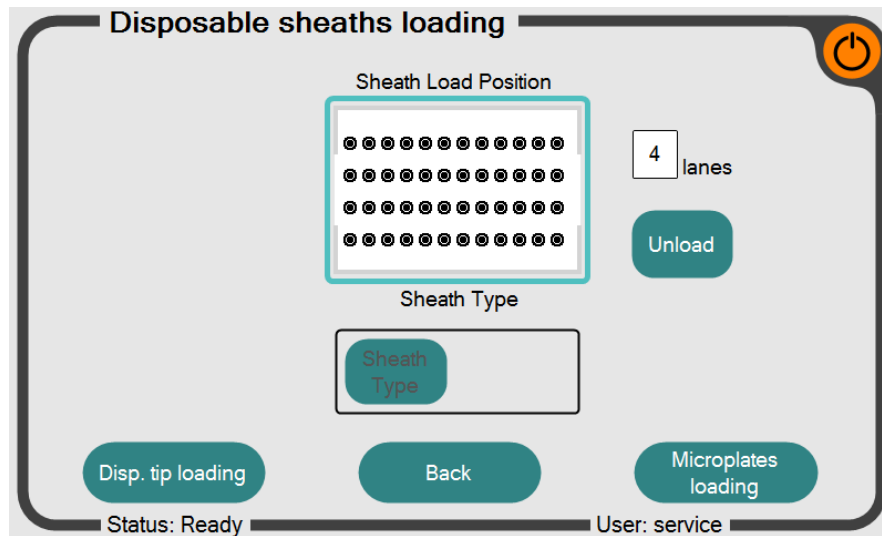 Disposable sheaths loading
Sheath Load Position
4 lanes
Unload
Sheath Type
Sheath
Type
Disp. tip loading
Back
Microplates
loading
Status: Ready
User: service